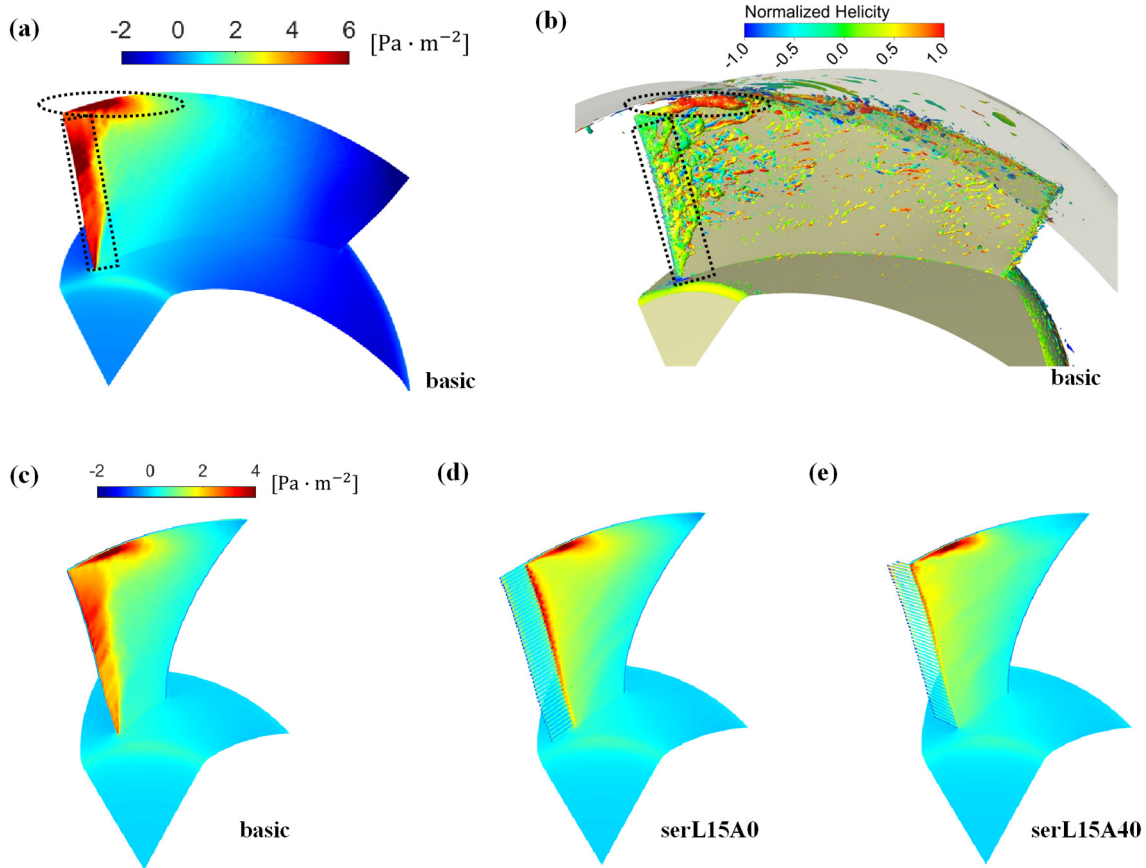 (a)
-2 0 2 4 6 [Pa · m⁻²]
basic
(b)
Normalized Helicity
-1.0 -0.5 0.0 0.5 1.0
basic
(c)
-2 0 2 4 [Pa · m⁻²]
basic
(d)
serL15A0
(e)
serL15A40